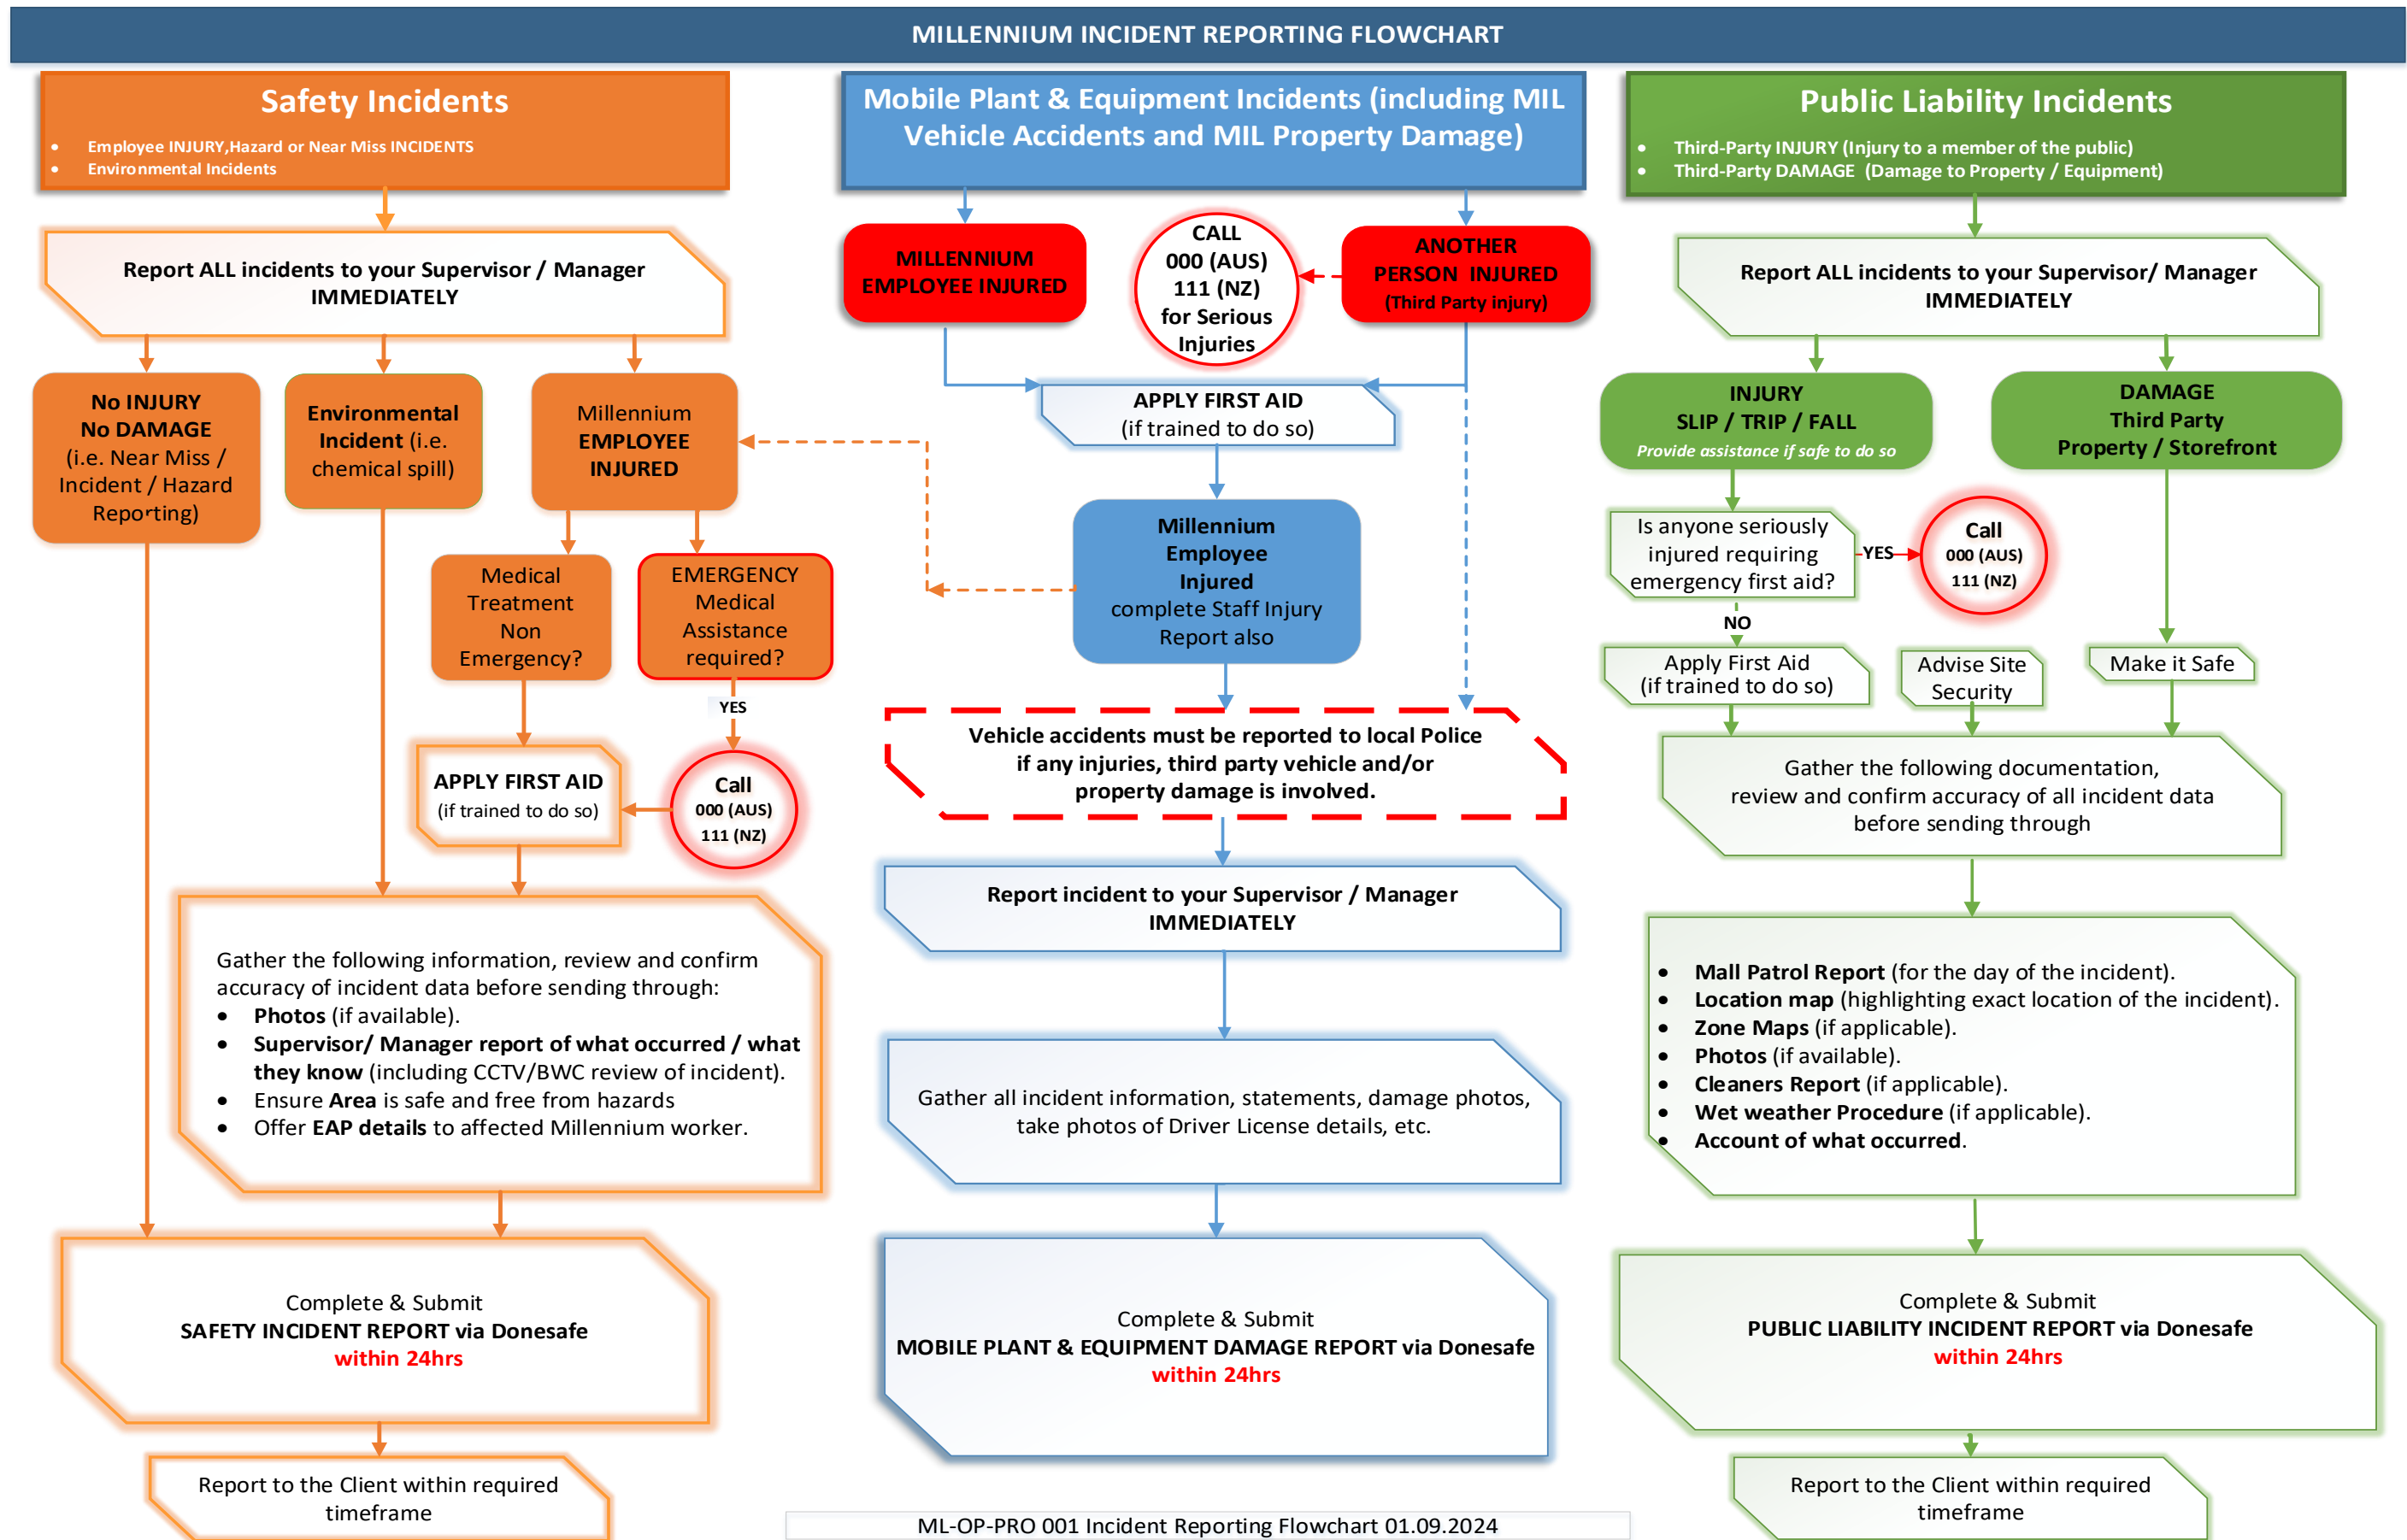 MILLENNIUM INCIDENT REPORTING FLOWCHART
Safety Incidents
• Employee INJURY,Hazard or Near Miss INCIDENTS
• Environmental Incidents
Report ALL incidents to your Supervisor / Manager
IMMEDIATELY
No INJURY
No DAMAGE
(i.e. Near Miss /
Incident / Hazard
Reporting)
Environmental
Incident (i.e.
chemical spill)
Millennium
EMPLOYEE
INJURED
Medical
Treatment
Non
Emergency?
EMERGENCY
Medical
Assistance
required?
YES
APPLY FIRST AID
(if trained to do so)
Call
000 (AUS)
111 (NZ)
Gather the following information, review and confirm
accuracy of incident data before sending through:
• Photos (if available).
• Supervisor/ Manager report of what occurred / what
they know (including CCTV/BWC review of incident).
• Ensure Area is safe and free from hazards
• Offer EAP details to affected Millennium worker.
Complete & Submit
SAFETY INCIDENT REPORT via Donesafe
within 24hrs
Report to the Client within required
timeframe
Mobile Plant & Equipment Incidents (including MIL
Vehicle Accidents and MIL Property Damage)
MILLENNIUM
EMPLOYEE INJURED
CALL
000 (AUS)
111 (NZ)
for Serious
Injuries
ANOTHER
PERSON INJURED
(Third Party injury)
APPLY FIRST AID
(if trained to do so)
Millennium
Employee
Injured
complete Staff Injury
Report also
Vehicle accidents must be reported to local Police
if any injuries, third party vehicle and/or
property damage is involved.
Report incident to your Supervisor / Manager
IMMEDIATELY
Gather all incident information, statements, damage photos,
take photos of Driver License details, etc.
Complete & Submit
MOBILE PLANT & EQUIPMENT DAMAGE REPORT via Donesafe
within 24hrs
Public Liability Incidents
• Third-Party INJURY (Injury to a member of the public)
• Third-Party DAMAGE (Damage to Property / Equipment)
Report ALL incidents to your Supervisor/ Manager
IMMEDIATELY
INJURY
SLIP / TRIP / FALL
Provide assistance if safe to do so
DAMAGE
Third Party
Property / Storefront
Is anyone seriously
injured requiring
emergency first aid?
YES
Call
000 (AUS)
111 (NZ)
NO
Apply First Aid
(if trained to do so)
Advise Site
Security
Make it Safe
Gather the following documentation,
review and confirm accuracy of all incident data
before sending through
• Mall Patrol Report (for the day of the incident).
• Location map (highlighting exact location of the incident).
• Zone Maps (if applicable).
• Photos (if available).
• Cleaners Report (if applicable).
• Wet weather Procedure (if applicable).
• Account of what occurred.
Complete & Submit
PUBLIC LIABILITY INCIDENT REPORT via Donesafe
within 24hrs
Report to the Client within required
timeframe
ML-OP-PRO 001 Incident Reporting Flowchart 01.09.2024